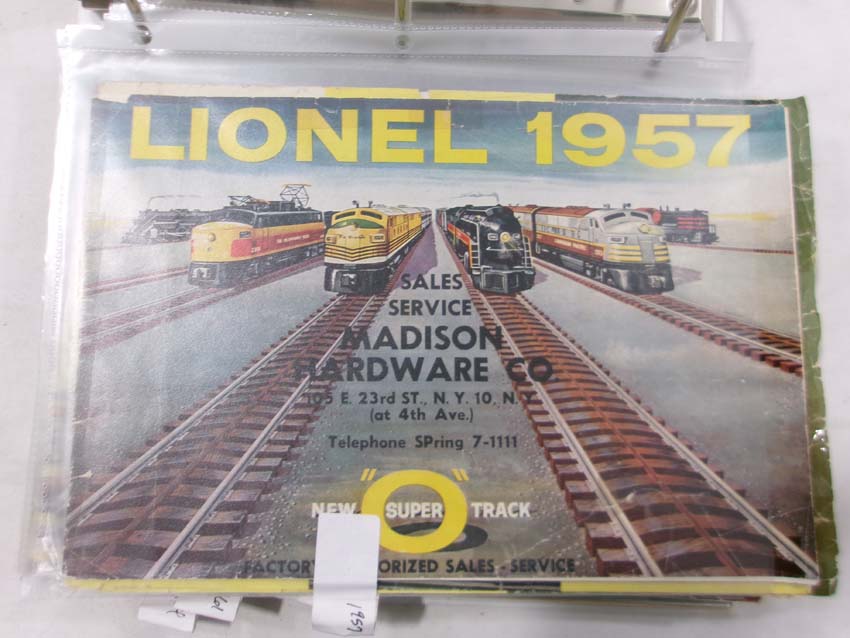 LIONEL 1957
SALES
SERVICE
MADISON
HARDWARE CO
105 E. 23rd ST., N. Y. 10, N. Y.
(at 4th Ave.)
Telephone SPring 7-1111
"O"
NEW SUPER TRACK
FACTORY ORIZED SALES - SERVICE
1957